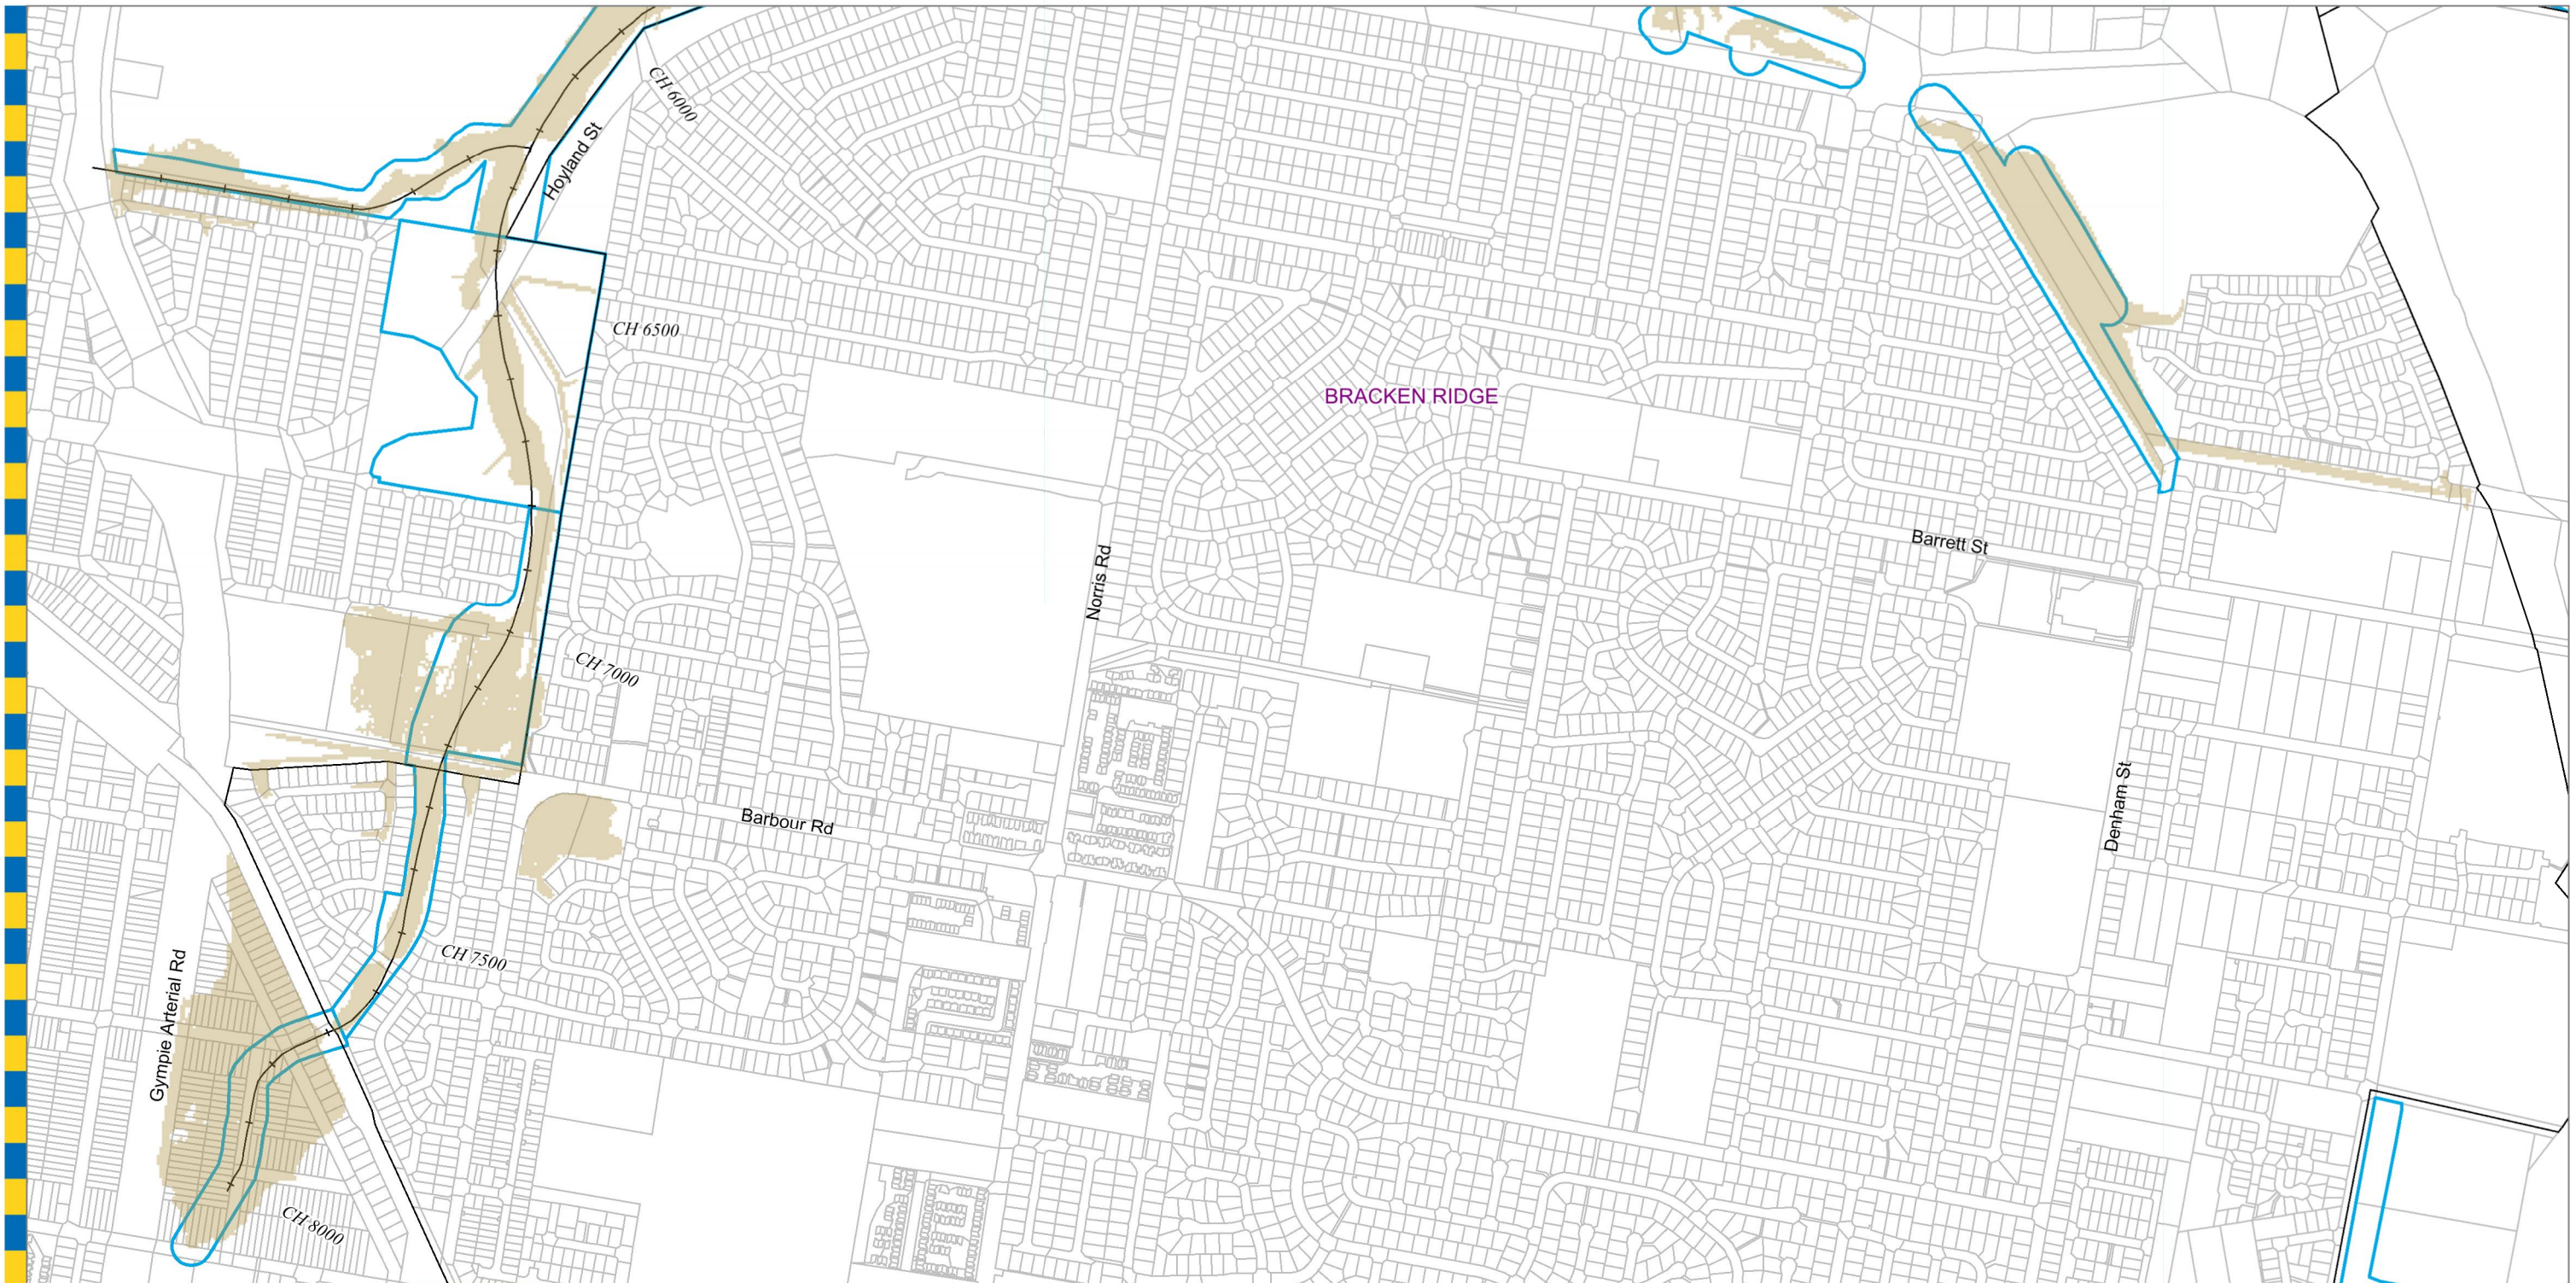 CH 6000
Hoyland St
CH 6500
BRACKEN RIDGE
Barrett St
Norris Rd
CH 7000
Barbour Rd
Denham St
CH 7500
Gympie Arterial Rd
CH 8000